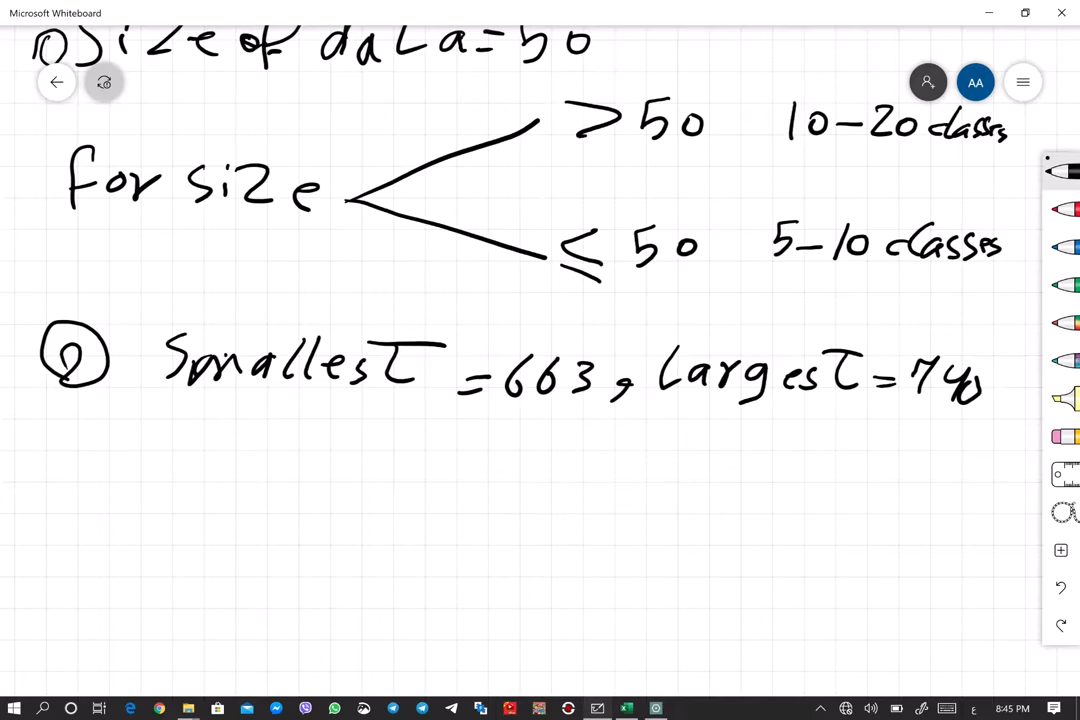 Microsoft Whiteboard
① Size of data = 50
AA
> 50 10-20 classes
For size
≤ 50 5-10 classes
② Smallest = 663, Largest = 740
8:45 PM